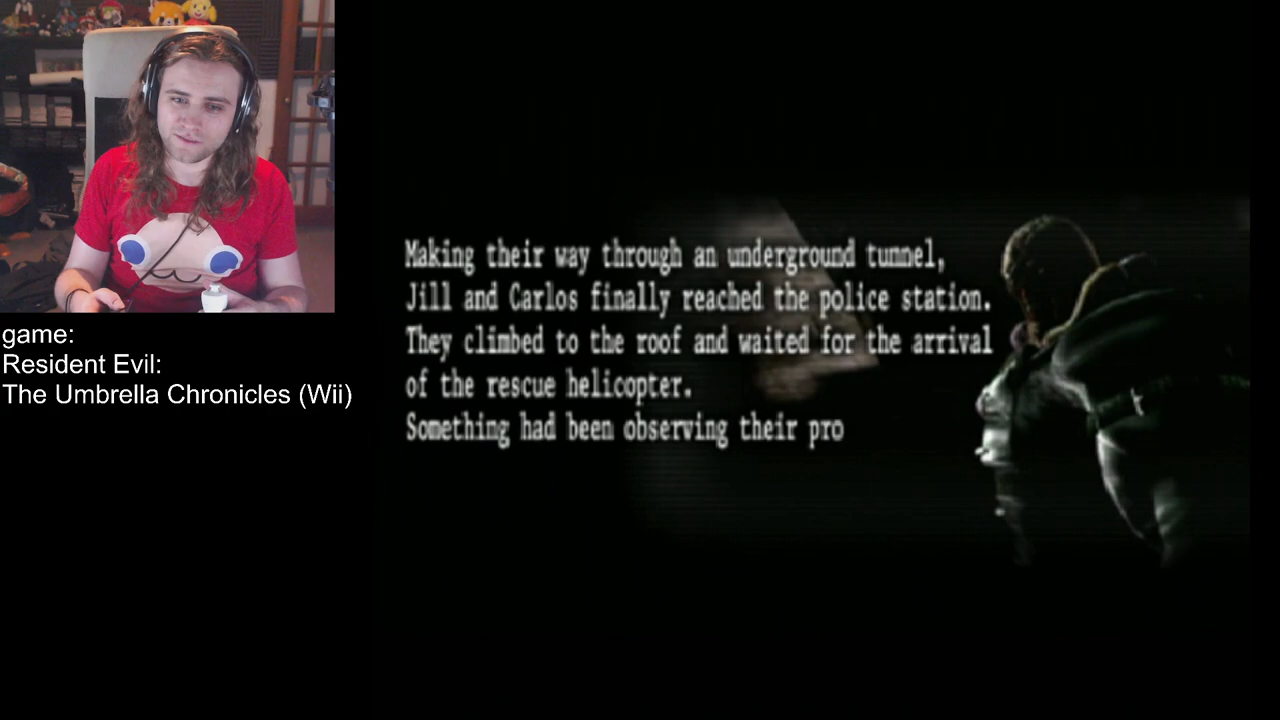 game:
Resident Evil:
The Umbrella Chronicles (Wii)
Making their way through an underground tunnel,
Jill and Carlos finally reached the police station.
They climbed to the roof and waited for the arrival
of the rescue helicopter.
Something had been observing their pro